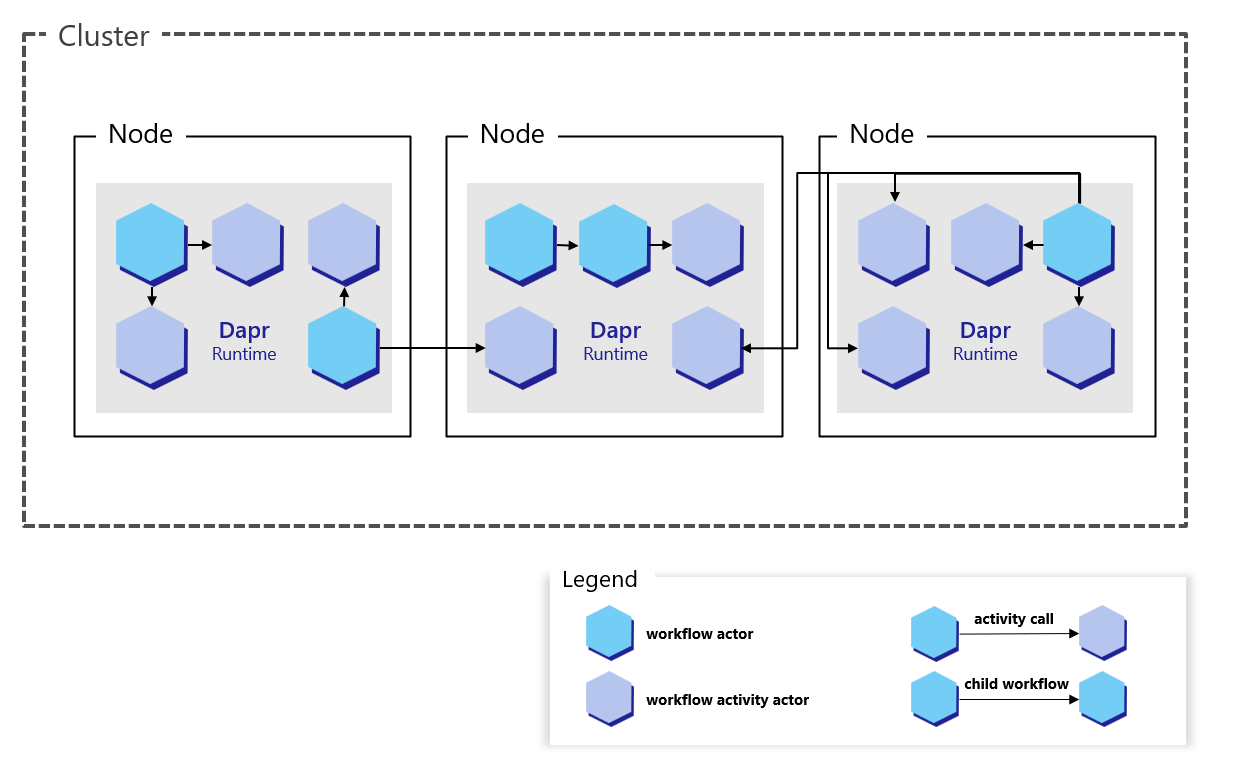 Cluster
Node
Node
Node
Dapr
Runtime
Dapr
Runtime
Dapr
Runtime
Legend
workflow actor
activity call
workflow activity actor
child workflow